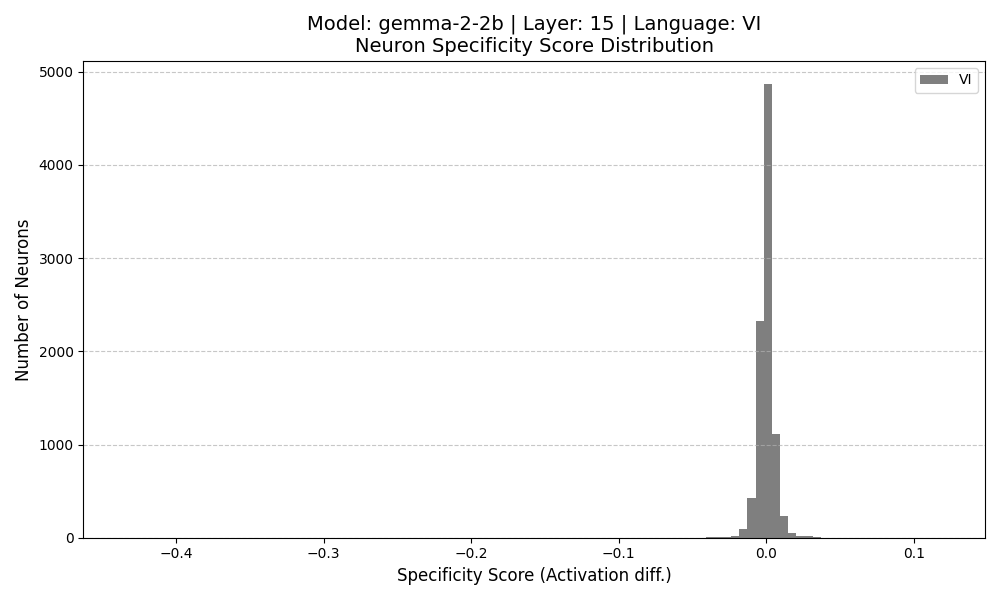 Model: gemma-2-2b | Layer: 15 | Language: VI
Neuron Specificity Score Distribution
VI
Number of Neurons
5000
4000
3000
2000
1000
0
−0.4
−0.3
−0.2
−0.1
0.0
0.1
Specificity Score (Activation diff.)